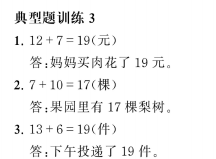 典型题训练 3
1. 12+7=19(元)
答:妈妈买肉花了 19 元。
2. 7+10=17(棵)
答:果园里有 17 棵梨树。
3. 13+6=19(件)
答:下午投递了 19 件。